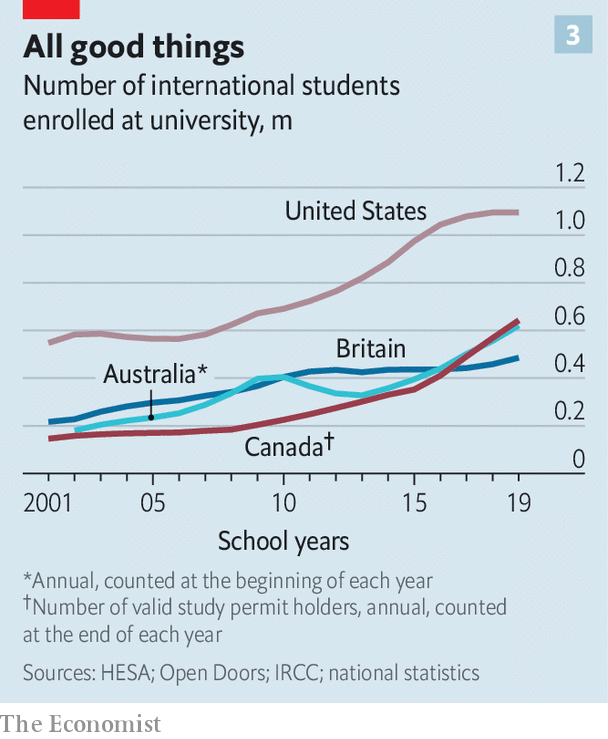 All good things
3
Number of international students
enrolled at university, m
1.2
United States
1.0
0.8
0.6
Britain
Australia*
0.4
0.2
Canada†
0
2001 05 10 15 19
School years
*Annual, counted at the beginning of each year
†Number of valid study permit holders, annual, counted
at the end of each year
Sources: HESA; Open Doors; IRCC; national statistics
The Economist